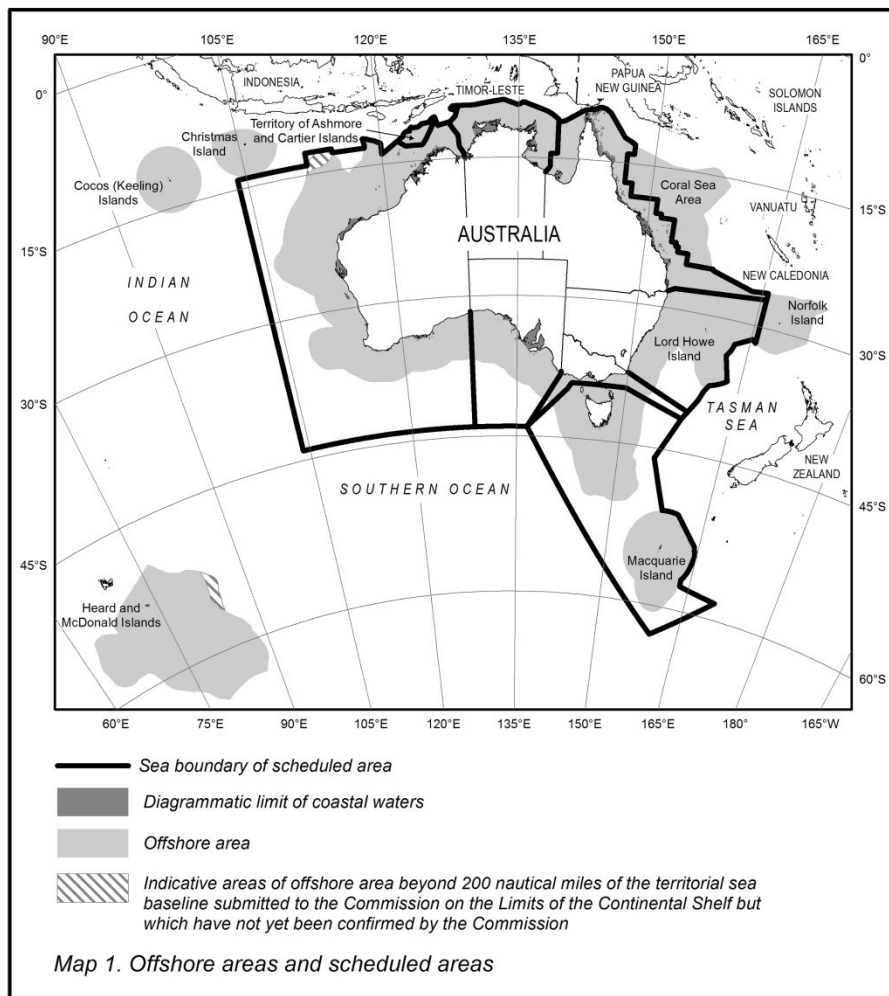 90°E
105°E
120°E
135°E
150°E
165°E
0°
0°
INDONESIA
TIMOR-LESTE
PAPUA
NEW GUINEA
SOLOMON
ISLANDS
Territory of Ashmore
and Cartier Islands
Christmas
Island
Cocos (Keeling)
Islands
Coral Sea
Area
VANUATU
15°S
15°S
AUSTRALIA
INDIAN
OCEAN
NEW CALEDONIA
Norfolk
Island
Lord Howe
Island
30°S
30°S
TASMAN
SEA
NEW
ZEALAND
SOUTHERN OCEAN
45°S
45°S
Macquarie
Island
Heard and
McDonald Islands
60°S
60°E
75°E
90°E
105°E
120°E
135°E
150°E
165°E
180°
165°W
Sea boundary of scheduled area
Diagrammatic limit of coastal waters
Offshore area
Indicative areas of offshore area beyond 200 nautical miles of the territorial sea
baseline submitted to the Commission on the Limits of the Continental Shelf but
which have not yet been confirmed by the Commission
Map 1. Offshore areas and scheduled areas